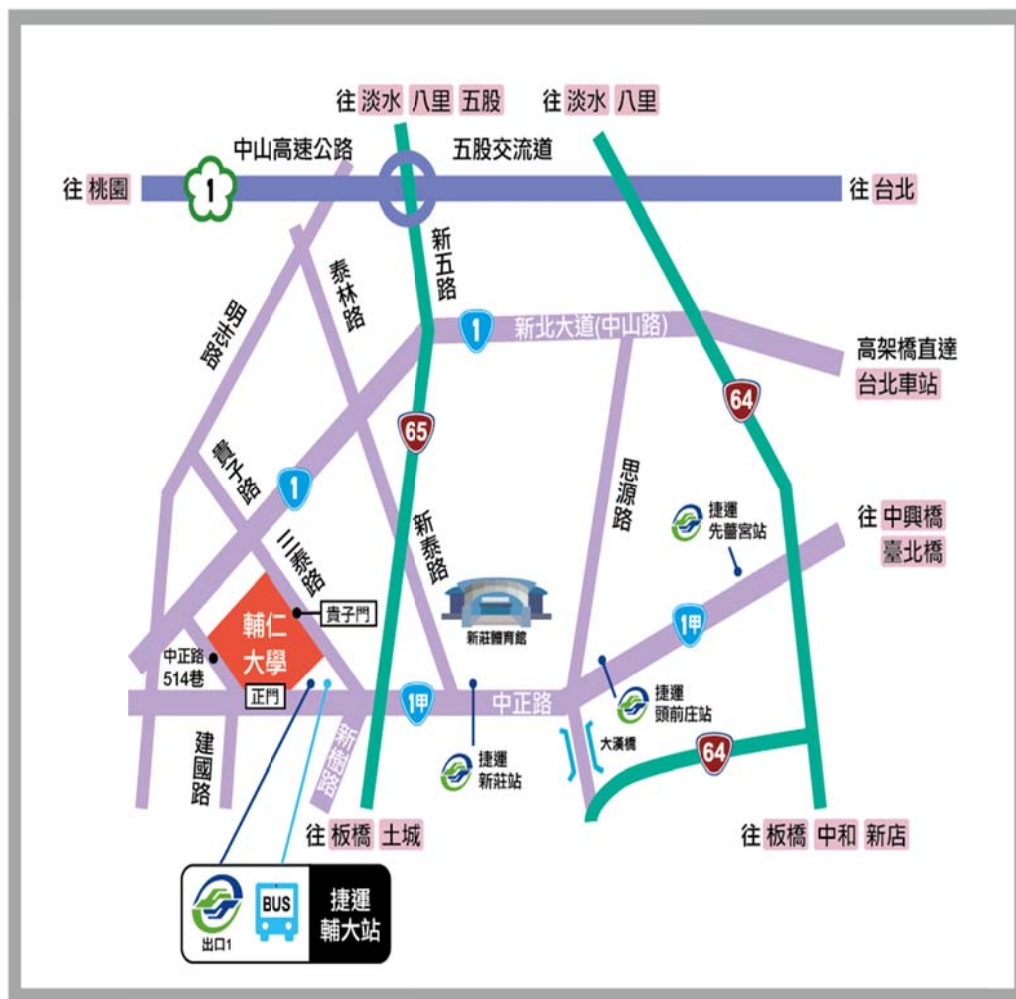 往 淡水 八里 五股
往 淡水 八里
中山高速公路
五股交流道
往 桃園
1
往 台北
新五路
泰林路
明志路
1
新北大道(中山路)
高架橋直達
台北車站
64
65
貴子路
1
思源路
捷運
先嗇宮站
往 中興橋
臺北橋
三泰路
新泰路
新莊體育館
貴子門
輔仁
大學
中正路
514巷
正門
1甲
中正路
1甲
捷運
頭前庄站
大漢橋
64
捷運
新莊站
建國路
新樹路
往 板橋 土城
往 板橋 中和 新店
BUS
出口1
捷運
輔大站